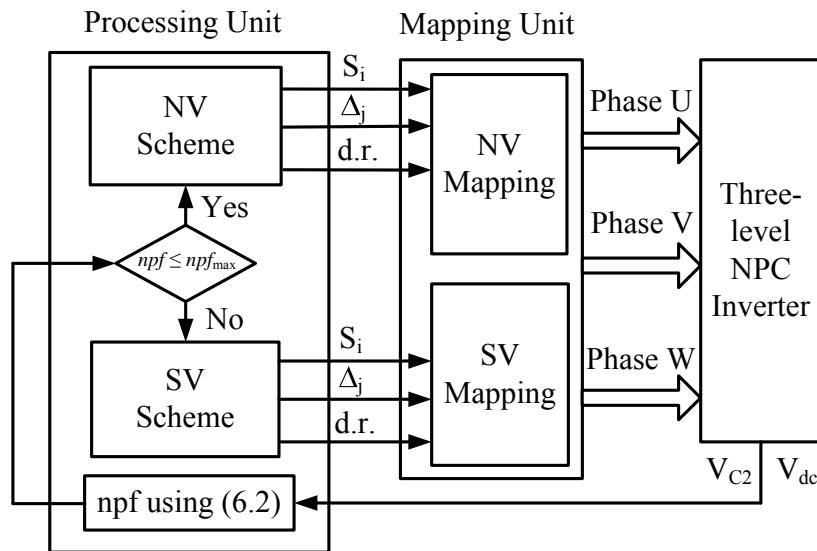 Processing Unit
Mapping Unit
NV
Scheme
S_i
Δ_j
d.r.
NV
Mapping
Phase U
Phase V
Phase W
Three-
level
NPC
Inverter
Yes
npf ≤ npf_max
No
SV
Scheme
S_i
Δ_j
d.r.
SV
Mapping
V_C2
V_dc
npf using (6.2)